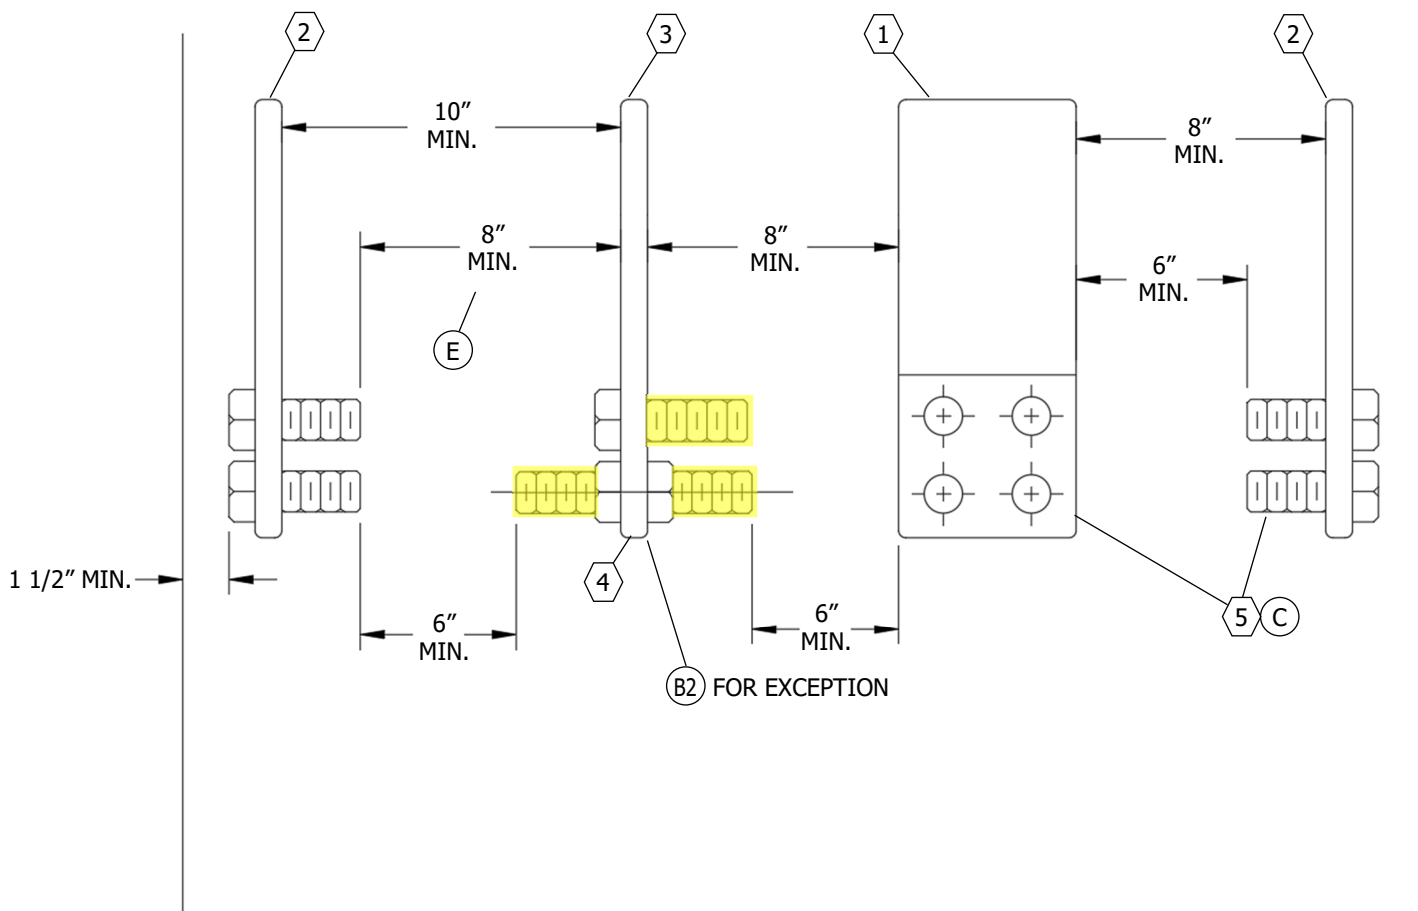 2
3
1
2
10”
MIN.
8”
MIN.
8”
MIN.
8”
MIN.
6”
MIN.
E
1 1/2” MIN.
4
6”
MIN.
6”
MIN.
5
C
B2 FOR EXCEPTION